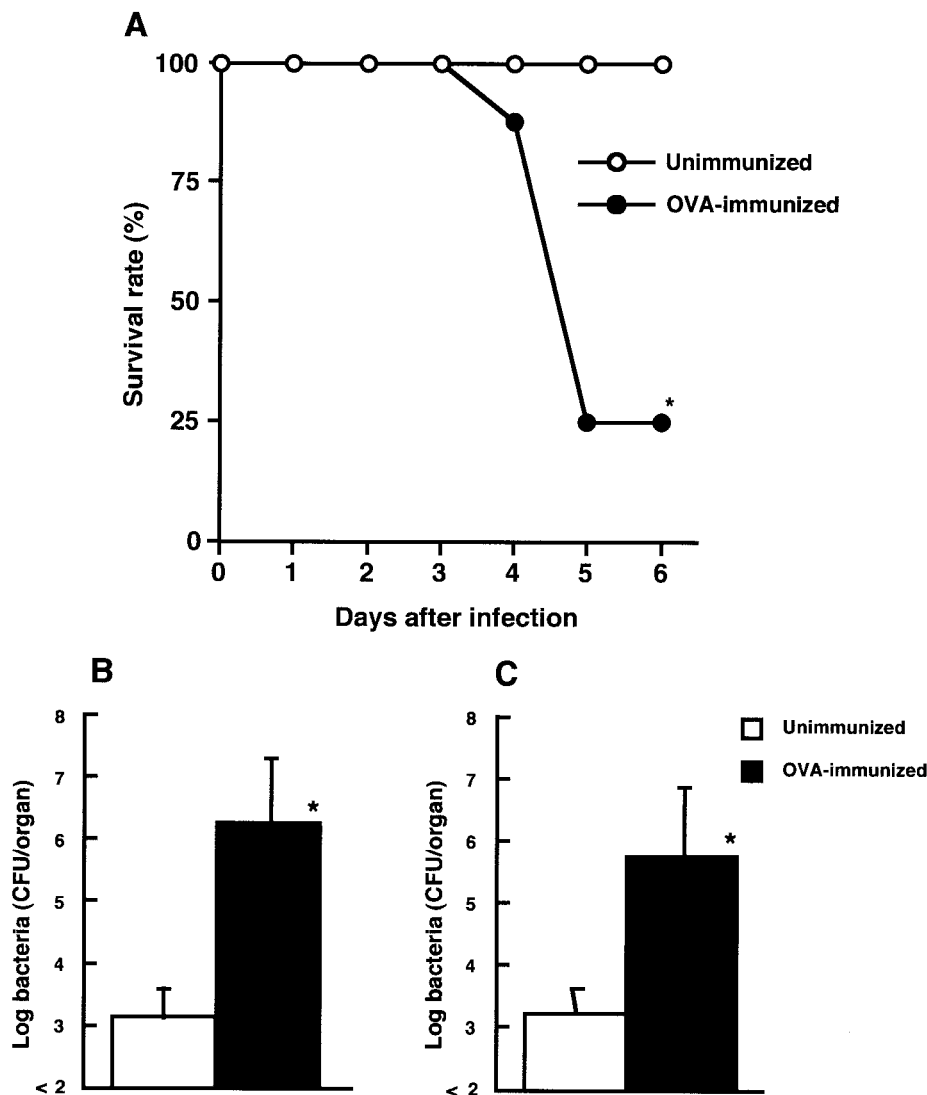 A
100
75
50
25
0
Survival rate (%)
Unimmunized
OVA-immunized
*
0 1 2 3 4 5 6
Days after infection
B
8
7
6
5
4
3
< 2
Log bacteria (CFU/organ)
*
C
8
7
6
5
4
3
< 2
Log bacteria (CFU/organ)
*
Unimmunized
OVA-immunized